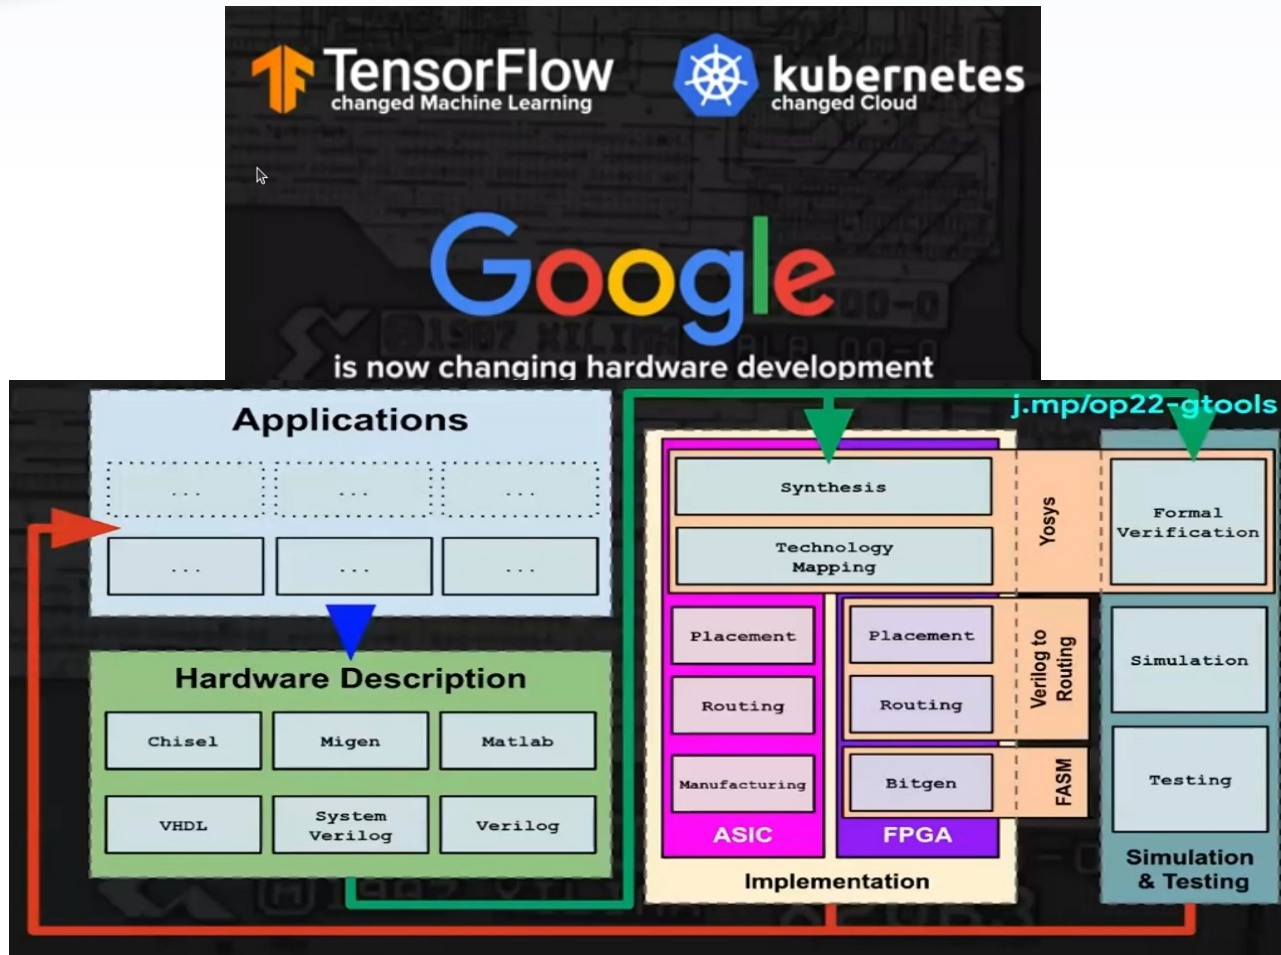 TensorFlow
changed Machine Learning
kubernetes
changed Cloud
Google
is now changing hardware development
j.mp/op22-gtools
Applications
...
...
...
...
...
...
Hardware Description
Chisel
Migen
Matlab
VHDL
System
Verilog
Verilog
Synthesis
Technology
Mapping
Yosys
Formal
Verification
Placement
Routing
Manufacturing
ASIC
Placement
Routing
Bitgen
FPGA
Verilog to
Routing
FASM
Implementation
Simulation
Testing
Simulation
& Testing